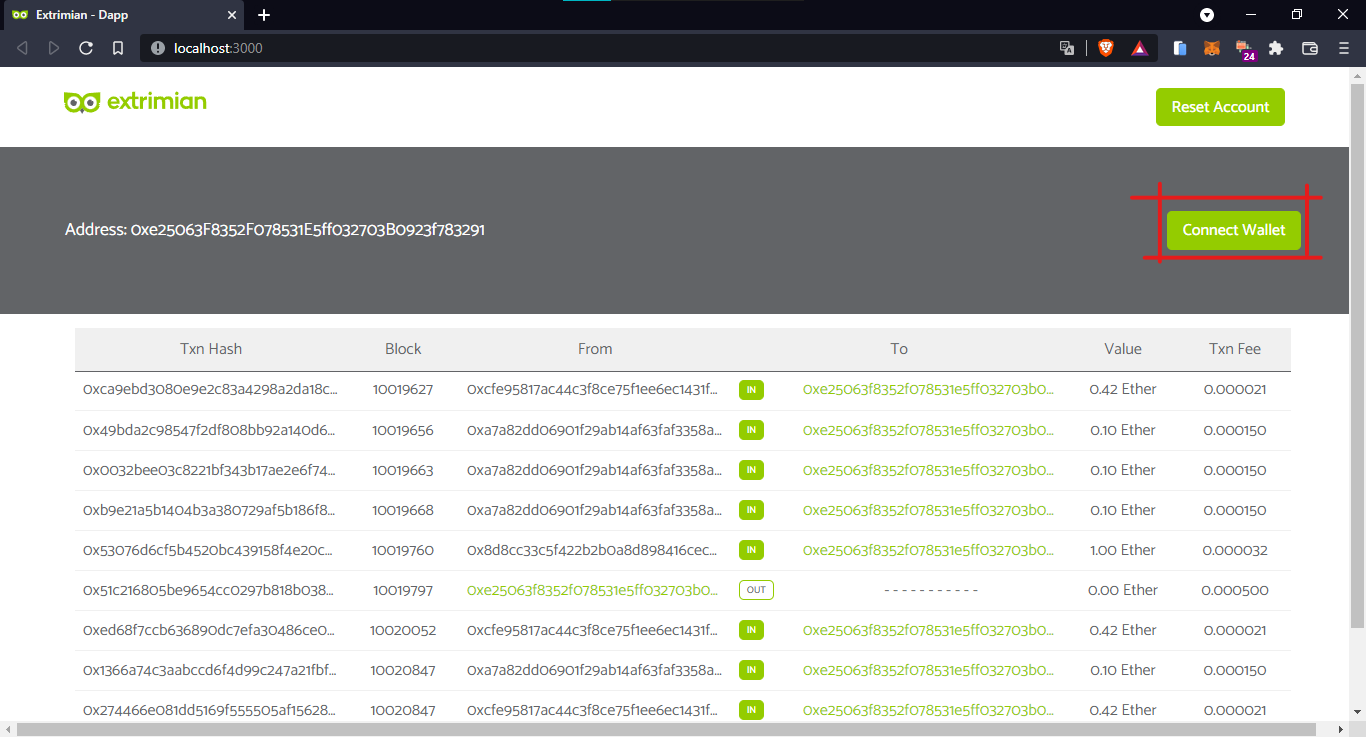 Extrimian - Dapp
localhost:3000
24
extrimian
Reset Account
Address: 0xe25063F8352F078531E5ff032703B0923f783291
Connect Wallet
Txn Hash Block From To Value Txn Fee
0xca9ebd3080e9e2c83a4298a2da18c... 10019627 0xcfe95817ac44c3f8ce75f1ee6ec1431f... IN 0xe25063f8352f078531e5ff032703b0... 0.42 Ether 0.000021
0x49bda2c98547f2df808bb92a140d6... 10019656 0xa7a82dd06901f29ab14af63faf3358a... IN 0xe25063f8352f078531e5ff032703b0... 0.10 Ether 0.000150
0x0032bee03c8221bf343b17ae2e6f74... 10019663 0xa7a82dd06901f29ab14af63faf3358a... IN 0xe25063f8352f078531e5ff032703b0... 0.10 Ether 0.000150
0xb9e21a5b1404b3a380729af5b186f8... 10019668 0xa7a82dd06901f29ab14af63faf3358a... IN 0xe25063f8352f078531e5ff032703b0... 0.10 Ether 0.000150
0x53076d6cf5b4520bc439158f4e20c... 10019760 0x8d8cc33c5f422b2b0a8d898416cec... IN 0xe25063f8352f078531e5ff032703b0... 1.00 Ether 0.000032
0x51c216805be9654cc0297b818b038... 10019797 0xe25063f8352f078531e5ff032703b0... OUT - - - - - - - - - - - 0.00 Ether 0.000500
0xed68f7ccb636890dc7efa30486ce0... 10020052 0xcfe95817ac44c3f8ce75f1ee6ec1431f... IN 0xe25063f8352f078531e5ff032703b0... 0.42 Ether 0.000021
0x1366a74c3aabccd6f4d99c247a21fbf... 10020847 0xa7a82dd06901f29ab14af63faf3358a... IN 0xe25063f8352f078531e5ff032703b0... 0.10 Ether 0.000150
0x274466e081dd5169f555505af15628... 10020847 0xcfe95817ac44c3f8ce75f1ee6ec1431f... IN 0xe25063f8352f078531e5ff032703b0... 0.42 Ether 0.000021